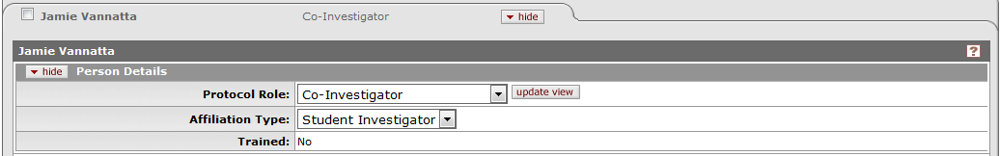 Jamie Vannatta Co-Investigator hide
Jamie Vannatta ?
hide Person Details
Protocol Role: Co-Investigator update view
Affiliation Type: Student Investigator
Trained: No